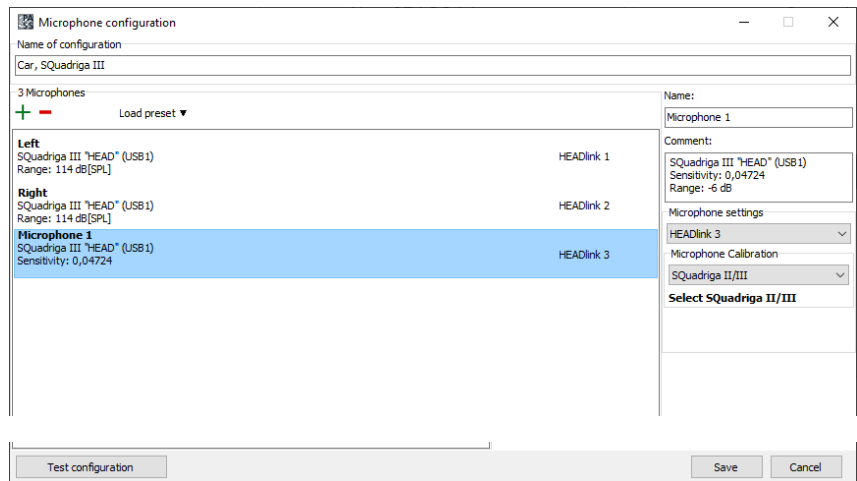 Microphone configuration
Name of configuration
Car, SQuadriga III
3 Microphones
Load preset ▼
Left
SQuadriga III "HEAD" (USB1)
HEADlink 1
Range: 114 dB[SPL]
Right
SQuadriga III "HEAD" (USB1)
HEADlink 2
Range: 114 dB[SPL]
Microphone 1
SQuadriga III "HEAD" (USB1)
HEADlink 3
Sensitivity: 0,04724
Name:
Microphone 1
Comment:
SQuadriga III "HEAD" (USB1)
Sensitivity: 0,04724
Range: -6 dB
Microphone settings
HEADlink 3
Microphone Calibration
SQuadriga II/III
Select SQuadriga II/III
Test configuration
Save
Cancel